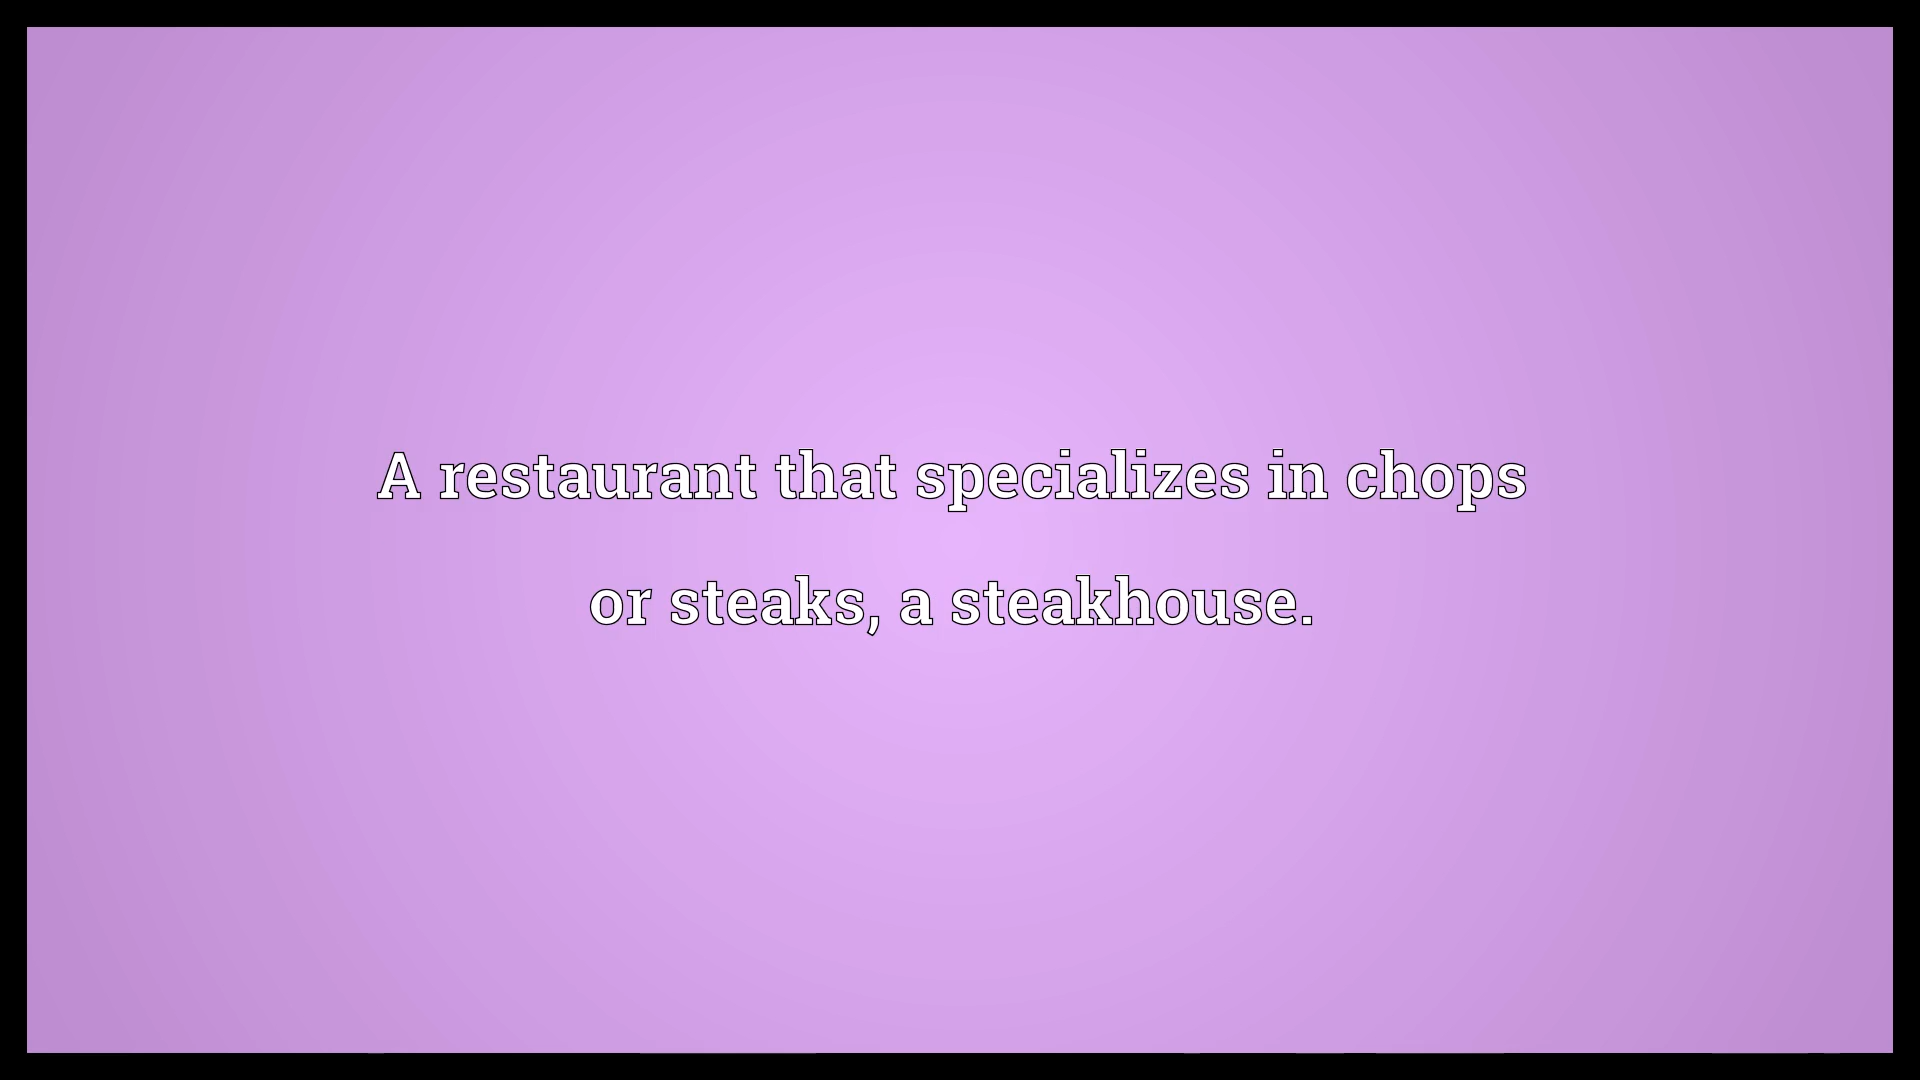 A restaurant that specializes in chops
or steaks, a steakhouse.